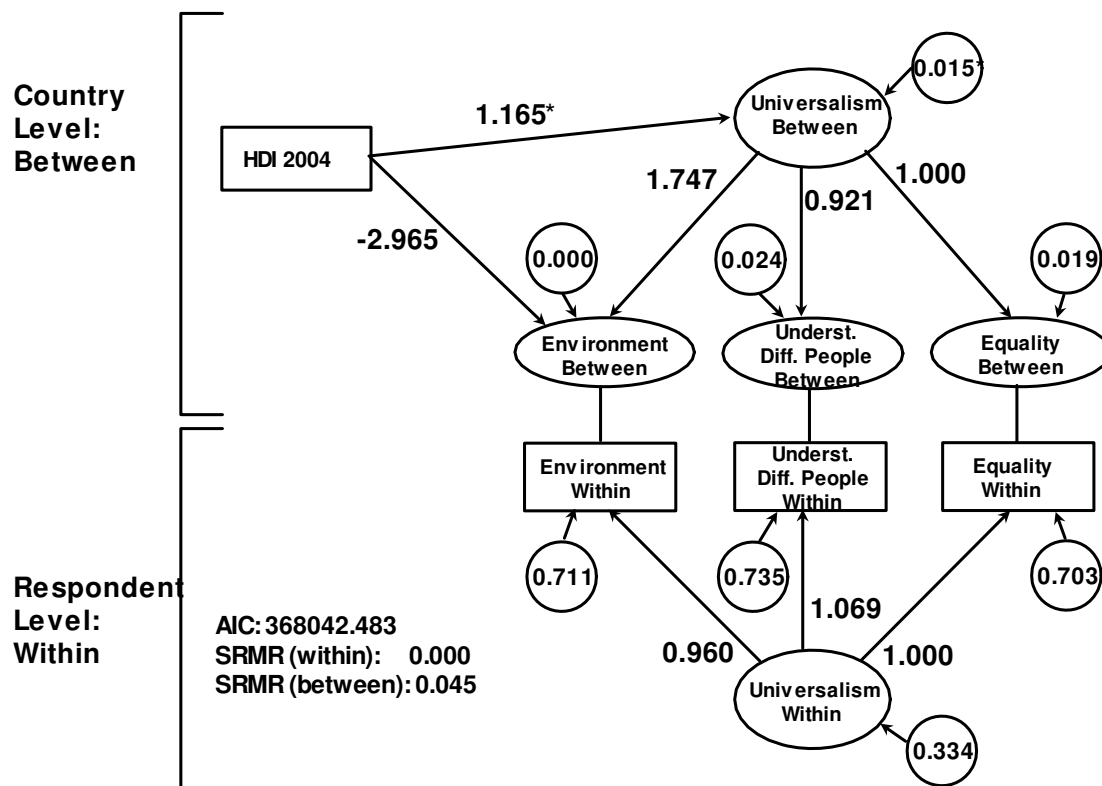 Country
Level:
Between
HDI 2004
1.165*
Universalism
Between
0.015*
-2.965
1.747
0.921
1.000
0.000
0.024
0.019
Environment
Between
Underst.
Diff. People
Between
Equality
Between
Environment
Within
Underst.
Diff. People
Within
Equality
Within
0.711
0.735
0.703
Respondent
Level:
Within
AIC: 368042.483
SRMR (within): 0.000
SRMR (between): 0.045
0.960
1.069
1.000
Universalism
Within
0.334